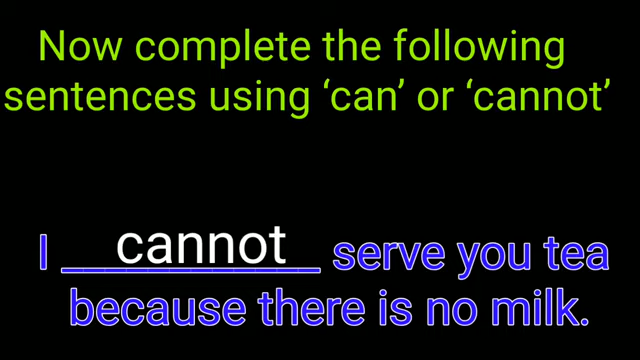 Now complete the following
sentences using ‘can’ or ‘cannot’
I cannot serve you tea
because there is no milk.